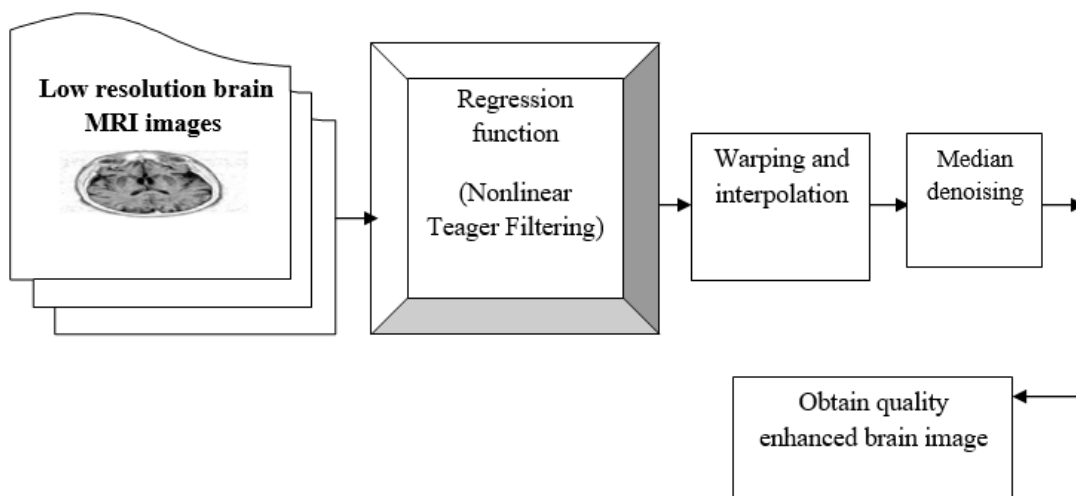 Low resolution brain
MRI images
Regression
function
(Nonlinear
Teager Filtering)
Warping and
interpolation
Median
denoising
Obtain quality
enhanced brain image